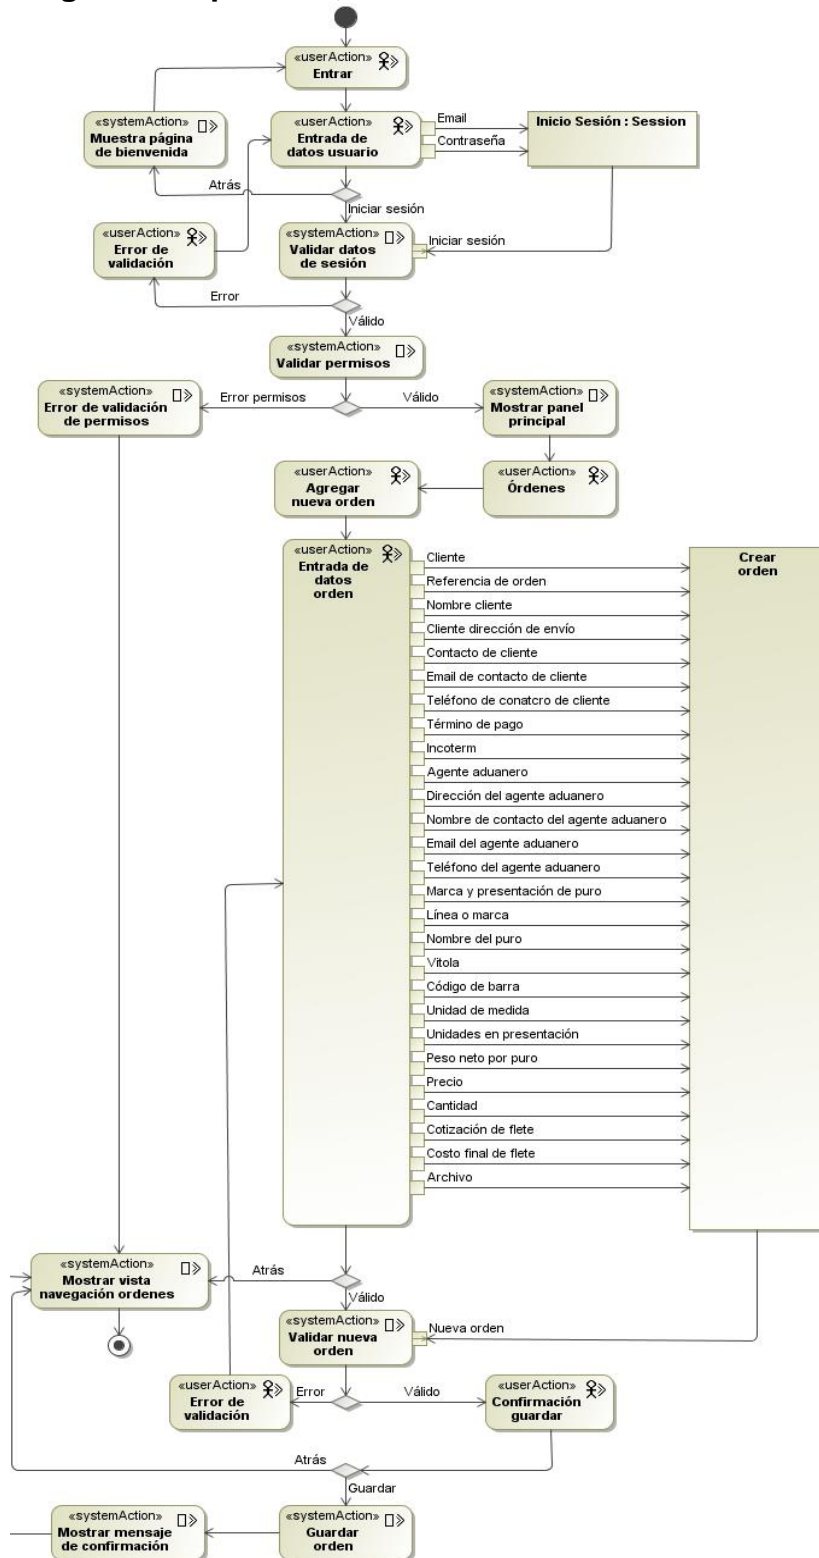 «userAction»
Entrar
«systemAction»
Muestra página
de bienvenida
«userAction»
Entrada de
datos usuario
Email
Contraseña
Inicio Sesión : Session
Atrás
Iniciar sesión
«userAction»
Error de
validación
«systemAction»
Validar datos
de sesión
Iniciar sesión
Error
Válido
«systemAction»
Validar permisos
«systemAction»
Error de validación
de permisos
Error permisos
Válido
«systemAction»
Mostrar panel
principal
«userAction»
Agregar
nueva orden
«userAction»
Órdenes
«userAction»
Entrada de
datos
orden
Cliente
Referencia de orden
Nombre cliente
Cliente dirección de envío
Contacto de cliente
Email de contacto de cliente
Teléfono de conatcro de cliente
Término de pago
Incoterm
Agente aduanero
Dirección del agente aduanero
Nombre de contacto del agente aduanero
Email del agente aduanero
Teléfono del agente aduanero
Marca y presentación de puro
Línea o marca
Nombre del puro
Vitola
Código de barra
Unidad de medida
Unidades en presentación
Peso neto por puro
Precio
Cantidad
Cotización de flete
Costo final de flete
Archivo
Crear
orden
«systemAction»
Mostrar vista
navegación ordenes
Atrás
Válido
«systemAction»
Validar nueva
orden
Nueva orden
«userAction»
Error de
validación
Error
Válido
«userAction»
Confirmación
guardar
Atrás
Guardar
«systemAction»
Mostrar mensaje
de confirmación
«systemAction»
Guardar
orden